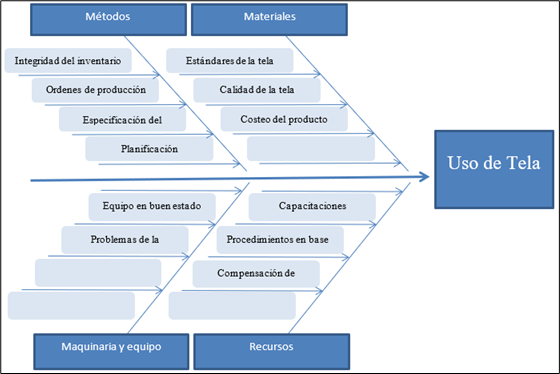 Métodos
Materiales
Integridad del inventario
Ordenes de producción
Especificación del
Planificación
Estándares de la tela
Calidad de la tela
Costeo del producto
Uso de Tela
Equipo en buen estado
Problemas de la
Capacitaciones
Procedimientos en base
Compensación de
Maquinaria y equipo
Recursos